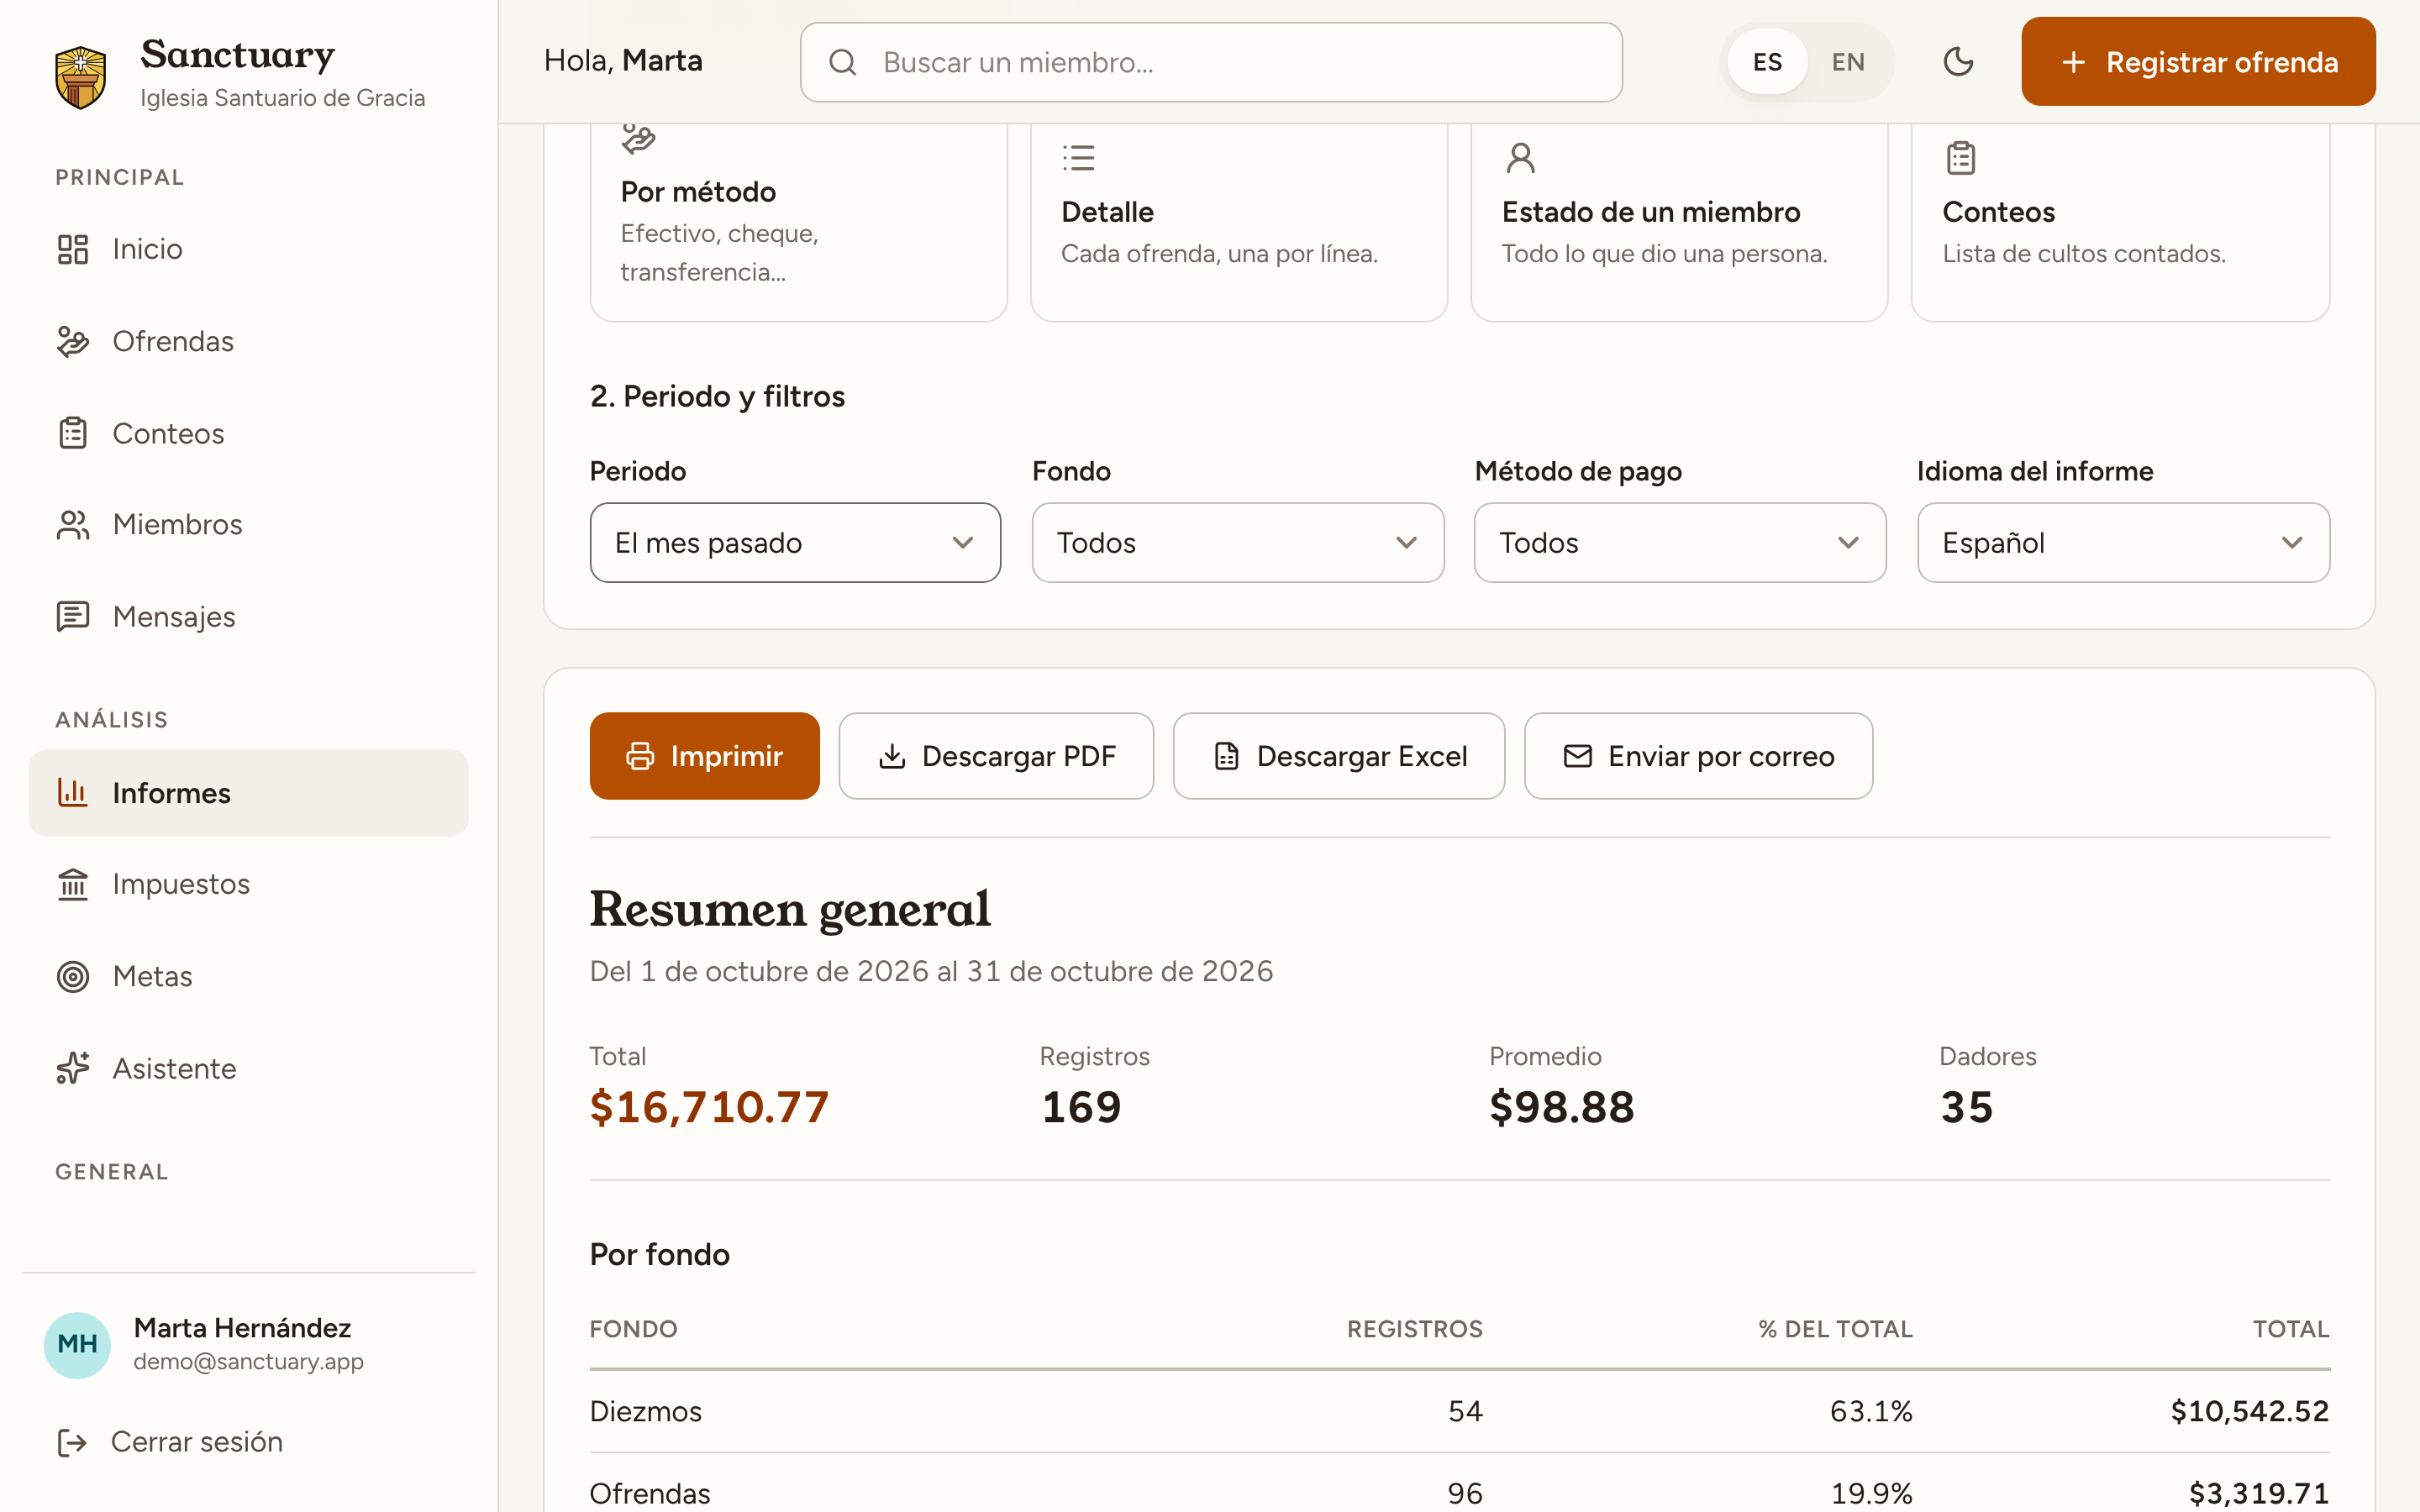 Sanctuary
Iglesia Santuario de Gracia
PRINCIPAL
Inicio
Ofrendas
Conteos
Miembros
Mensajes
ANÁLISIS
Informes
Impuestos
Metas
Asistente
GENERAL
MH
Marta Hernández
demo@sanctuary.app
Cerrar sesión
Hola, Marta
Buscar un miembro...
ES EN
+ Registrar ofrenda
Por método
Efectivo, cheque,
transferencia...
Detalle
Cada ofrenda, una por línea.
Estado de un miembro
Todo lo que dio una persona.
Conteos
Lista de cultos contados.
2. Periodo y filtros
Periodo
El mes pasado
Fondo
Todos
Método de pago
Todos
Idioma del informe
Español
Imprimir
Descargar PDF
Descargar Excel
Enviar por correo
Resumen general
Del 1 de octubre de 2026 al 31 de octubre de 2026
Total
$16,710.77
Registros
169
Promedio
$98.88
Dadores
35
Por fondo
FONDO REGISTROS % DEL TOTAL TOTAL
Diezmos 54 63.1% $10,542.52
Ofrendas 96 19.9% $3,319.71